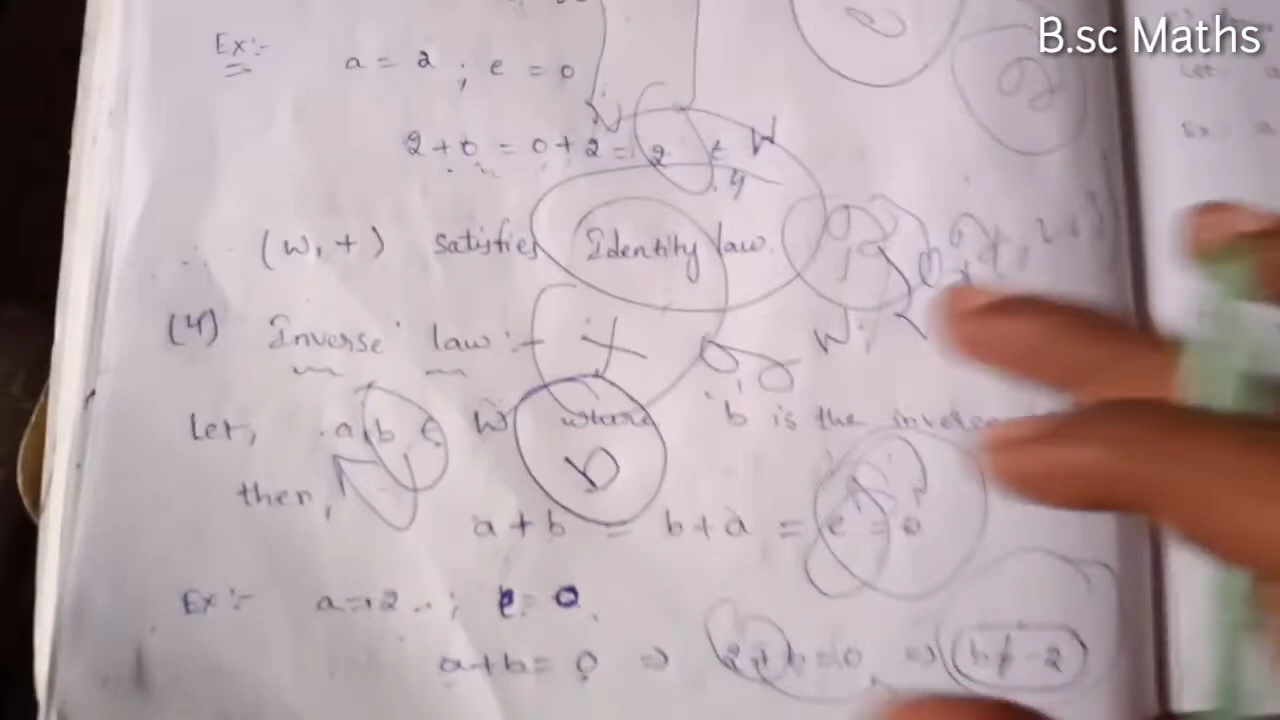 B.sc Maths
Ex:-
a = 2 ; e = 0
2 + 0 = 0 + 2 = 2 ∈ W
∴ (W, +) satisfies Identity law.
(4) Inverse law :-
Let, a, b ∈ W where b is the
then,
a + b = b + a = e = 0
Ex:- a = 2 ; e = 0
a + b = 0 ⇒ 2 + b = 0 ⇒ b ≠ -2